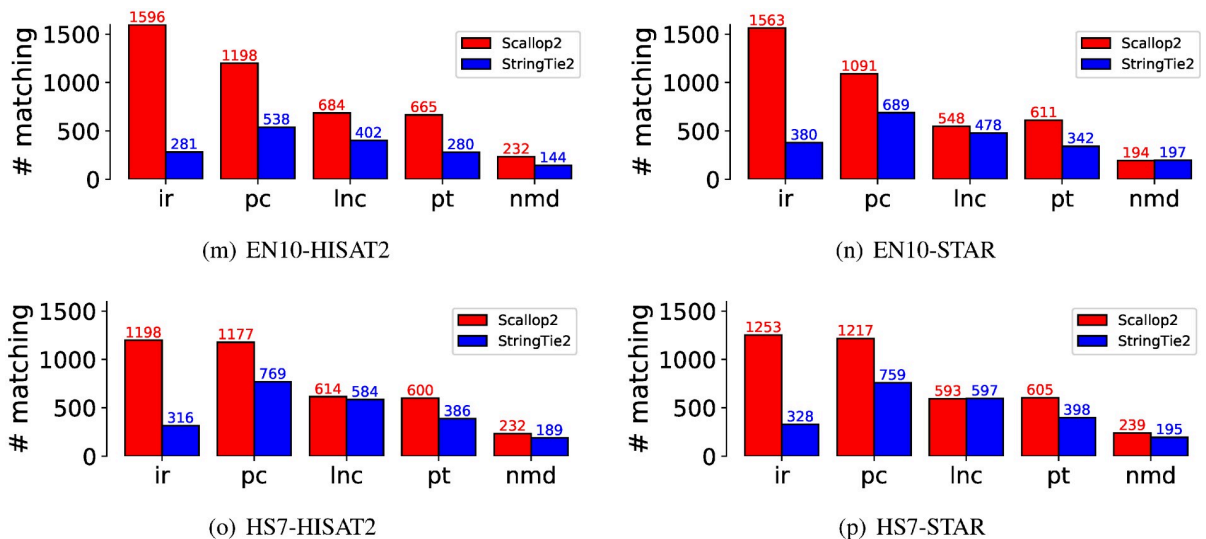 1596
1500
# matching
Scallop2
StringTie2
1198
1000
684
665
538
500
402
281
280
232
144
0
ir pc lnc pt nmd
(m) EN10-HISAT2
1563
1500
# matching
Scallop2
StringTie2
1091
1000
689
611
548
478
500
380
342
194 197
0
ir pc lnc pt nmd
(n) EN10-STAR
1500
# matching
Scallop2
StringTie2
1198
1177
1000
769
614 584
600
500
386
316
232
189
0
ir pc lnc pt nmd
(o) HS7-HISAT2
1500
# matching
Scallop2
StringTie2
1253
1217
1000
759
593 597
605
500
398
328
239
195
0
ir pc lnc pt nmd
(p) HS7-STAR